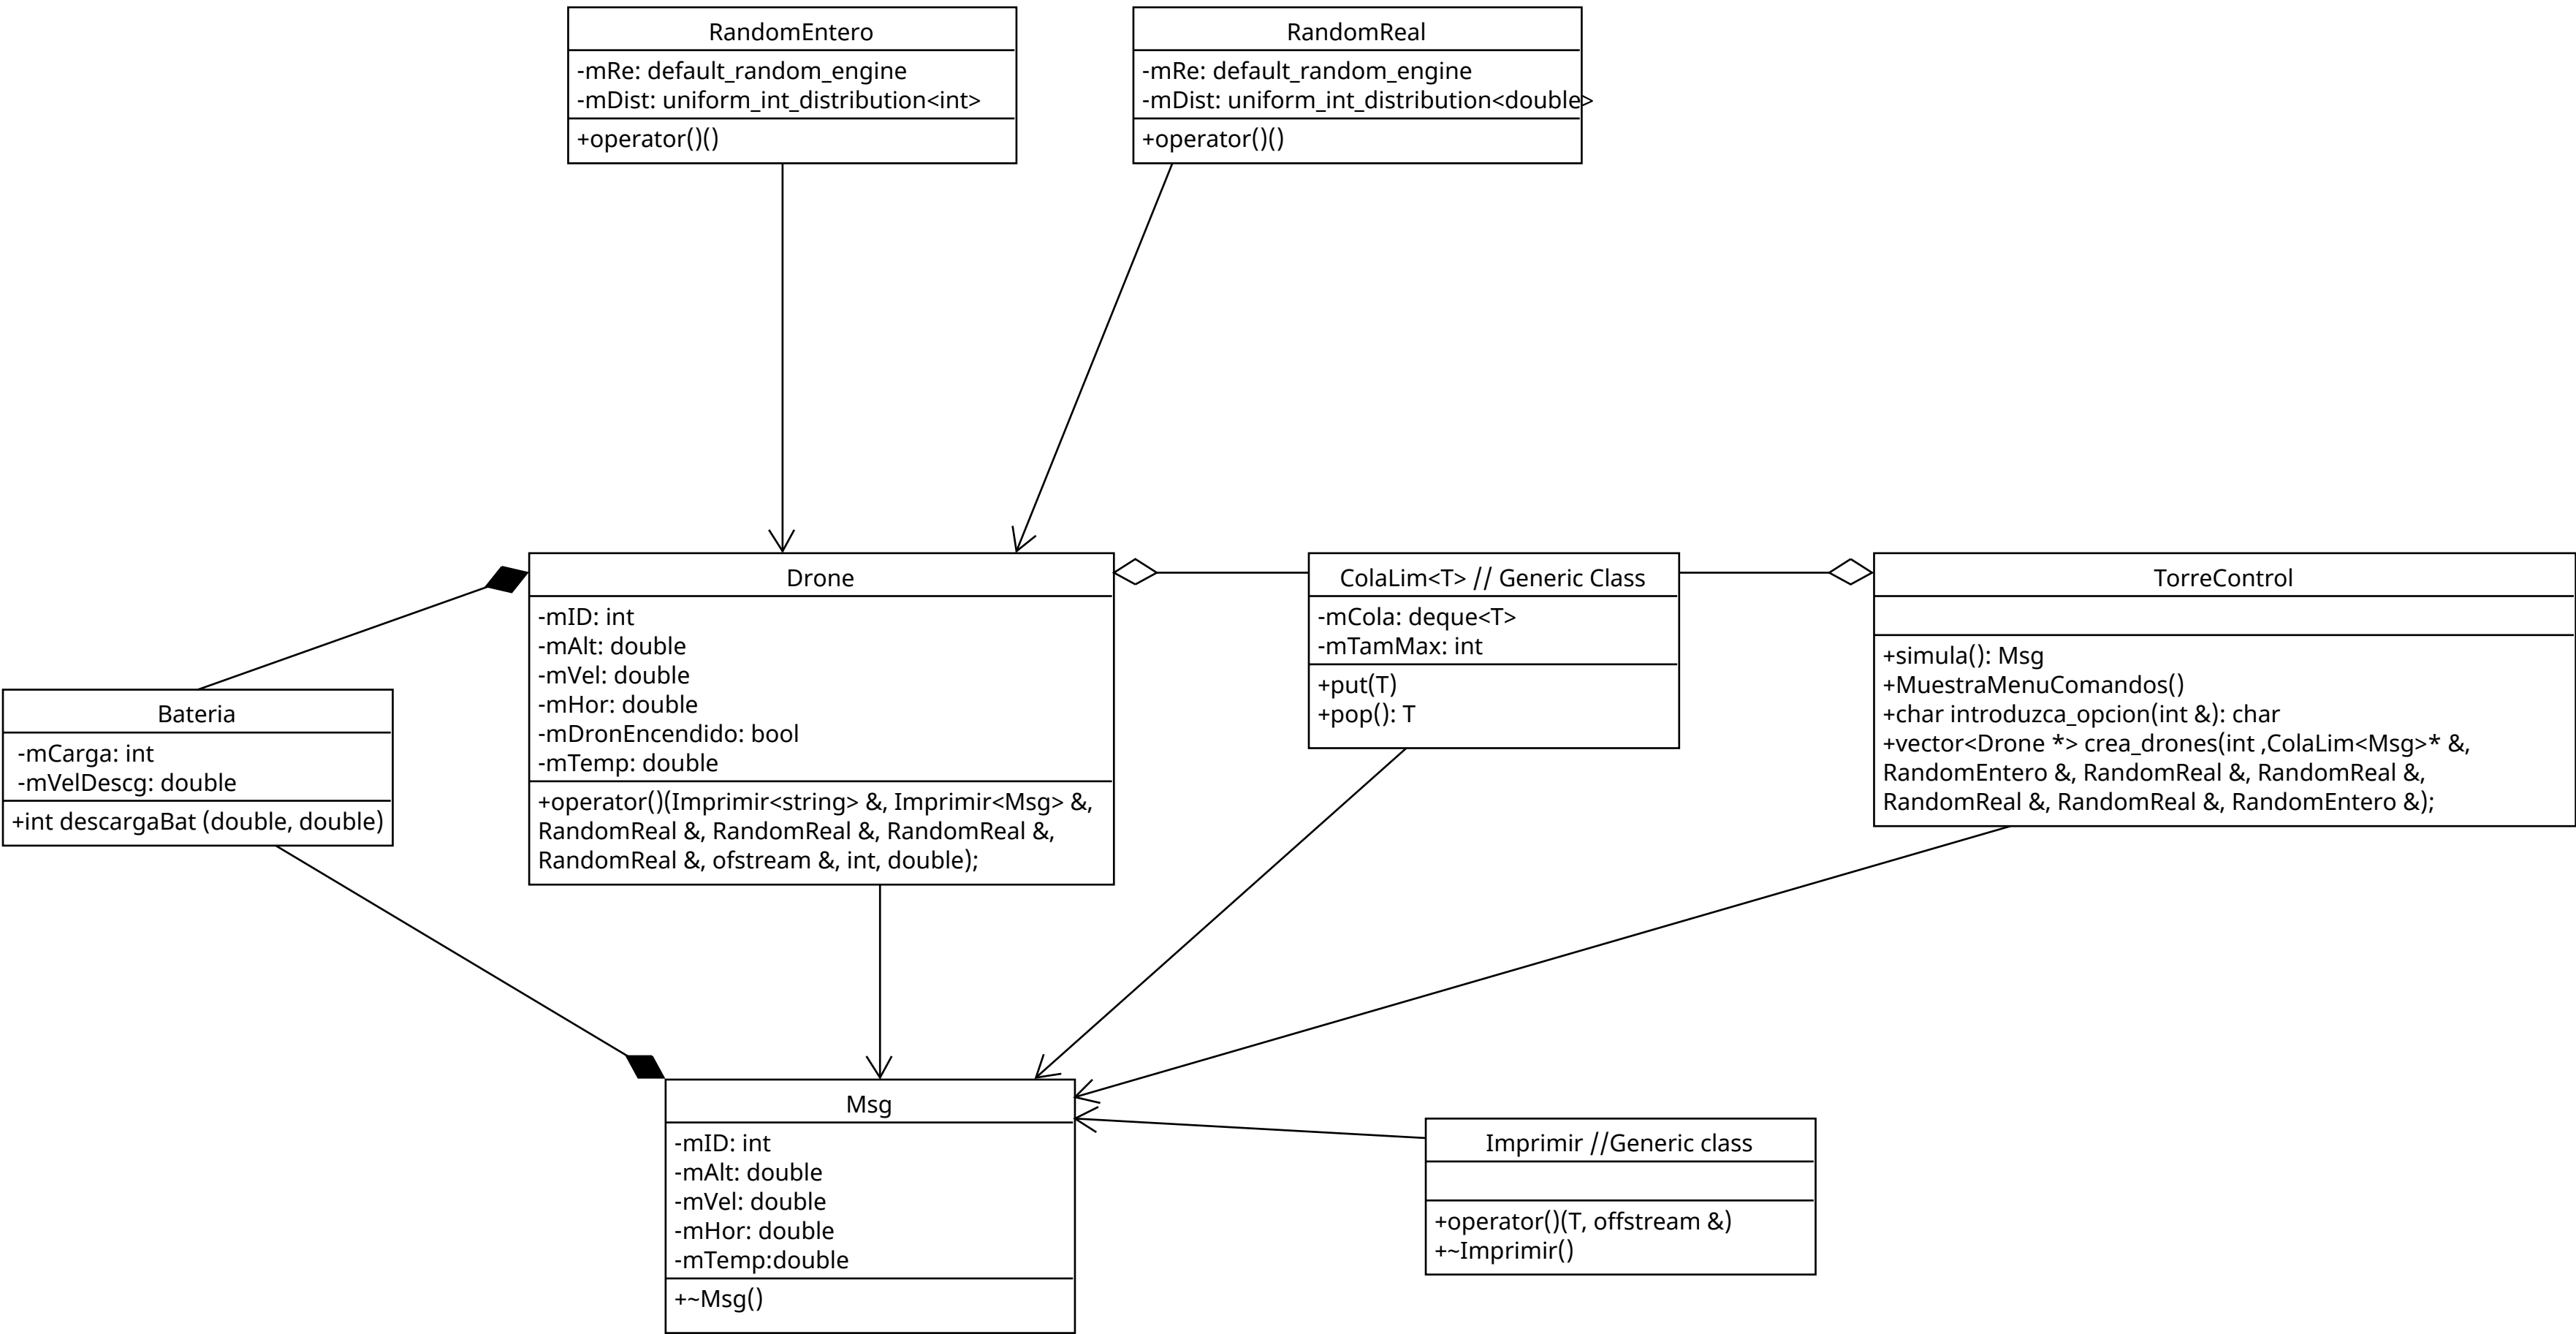 RandomEntero
-mRe: default_random_engine
-mDist: uniform_int_distribution<int>
+operator()()
RandomReal
-mRe: default_random_engine
-mDist: uniform_int_distribution<double>
+operator()()
Drone
-mID: int
-mAlt: double
-mVel: double
-mHor: double
-mDronEncendido: bool
-mTemp: double
+operator()(Imprimir<string> &, Imprimir<Msg> &,
RandomReal &, RandomReal &, RandomReal &,
RandomReal &, ofstream &, int, double);
ColaLim<T> // Generic Class
-mCola: deque<T>
-mTamMax: int
+put(T)
+pop(): T
TorreControl
+simula(): Msg
+MuestraMenuComandos()
+char introduzca_opcion(int &): char
+vector<Drone *> crea_drones(int ,ColaLim<Msg>* &,
RandomEntero &, RandomReal &, RandomReal &,
RandomReal &, RandomReal &, RandomEntero &);
Bateria
-mCarga: int
-mVelDescg: double
+int descargaBat (double, double)
Msg
-mID: int
-mAlt: double
-mVel: double
-mHor: double
-mTemp:double
+~Msg()
Imprimir //Generic class
+operator()(T, offstream &)
+~Imprimir()